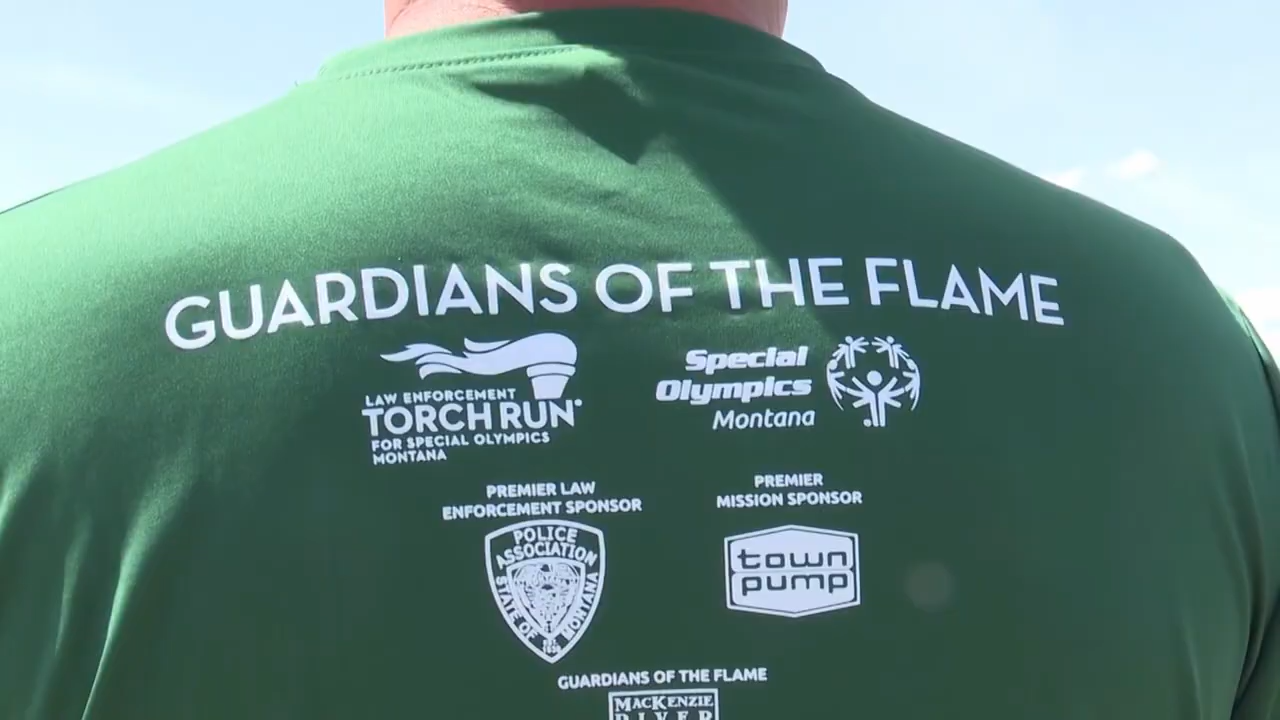 GUARDIANS OF THE FLAME
LAW ENFORCEMENT
TORCH RUN
FOR SPECIAL OLYMPICS
MONTANA
Special
Olympics
Montana
PREMIER LAW
ENFORCEMENT SPONSOR
POLICE
ASSOCIATION
STATE OF MONTANA
PREMIER
MISSION SPONSOR
town
pump
GUARDIANS OF THE FLAME
MACKENZIE
RIVER